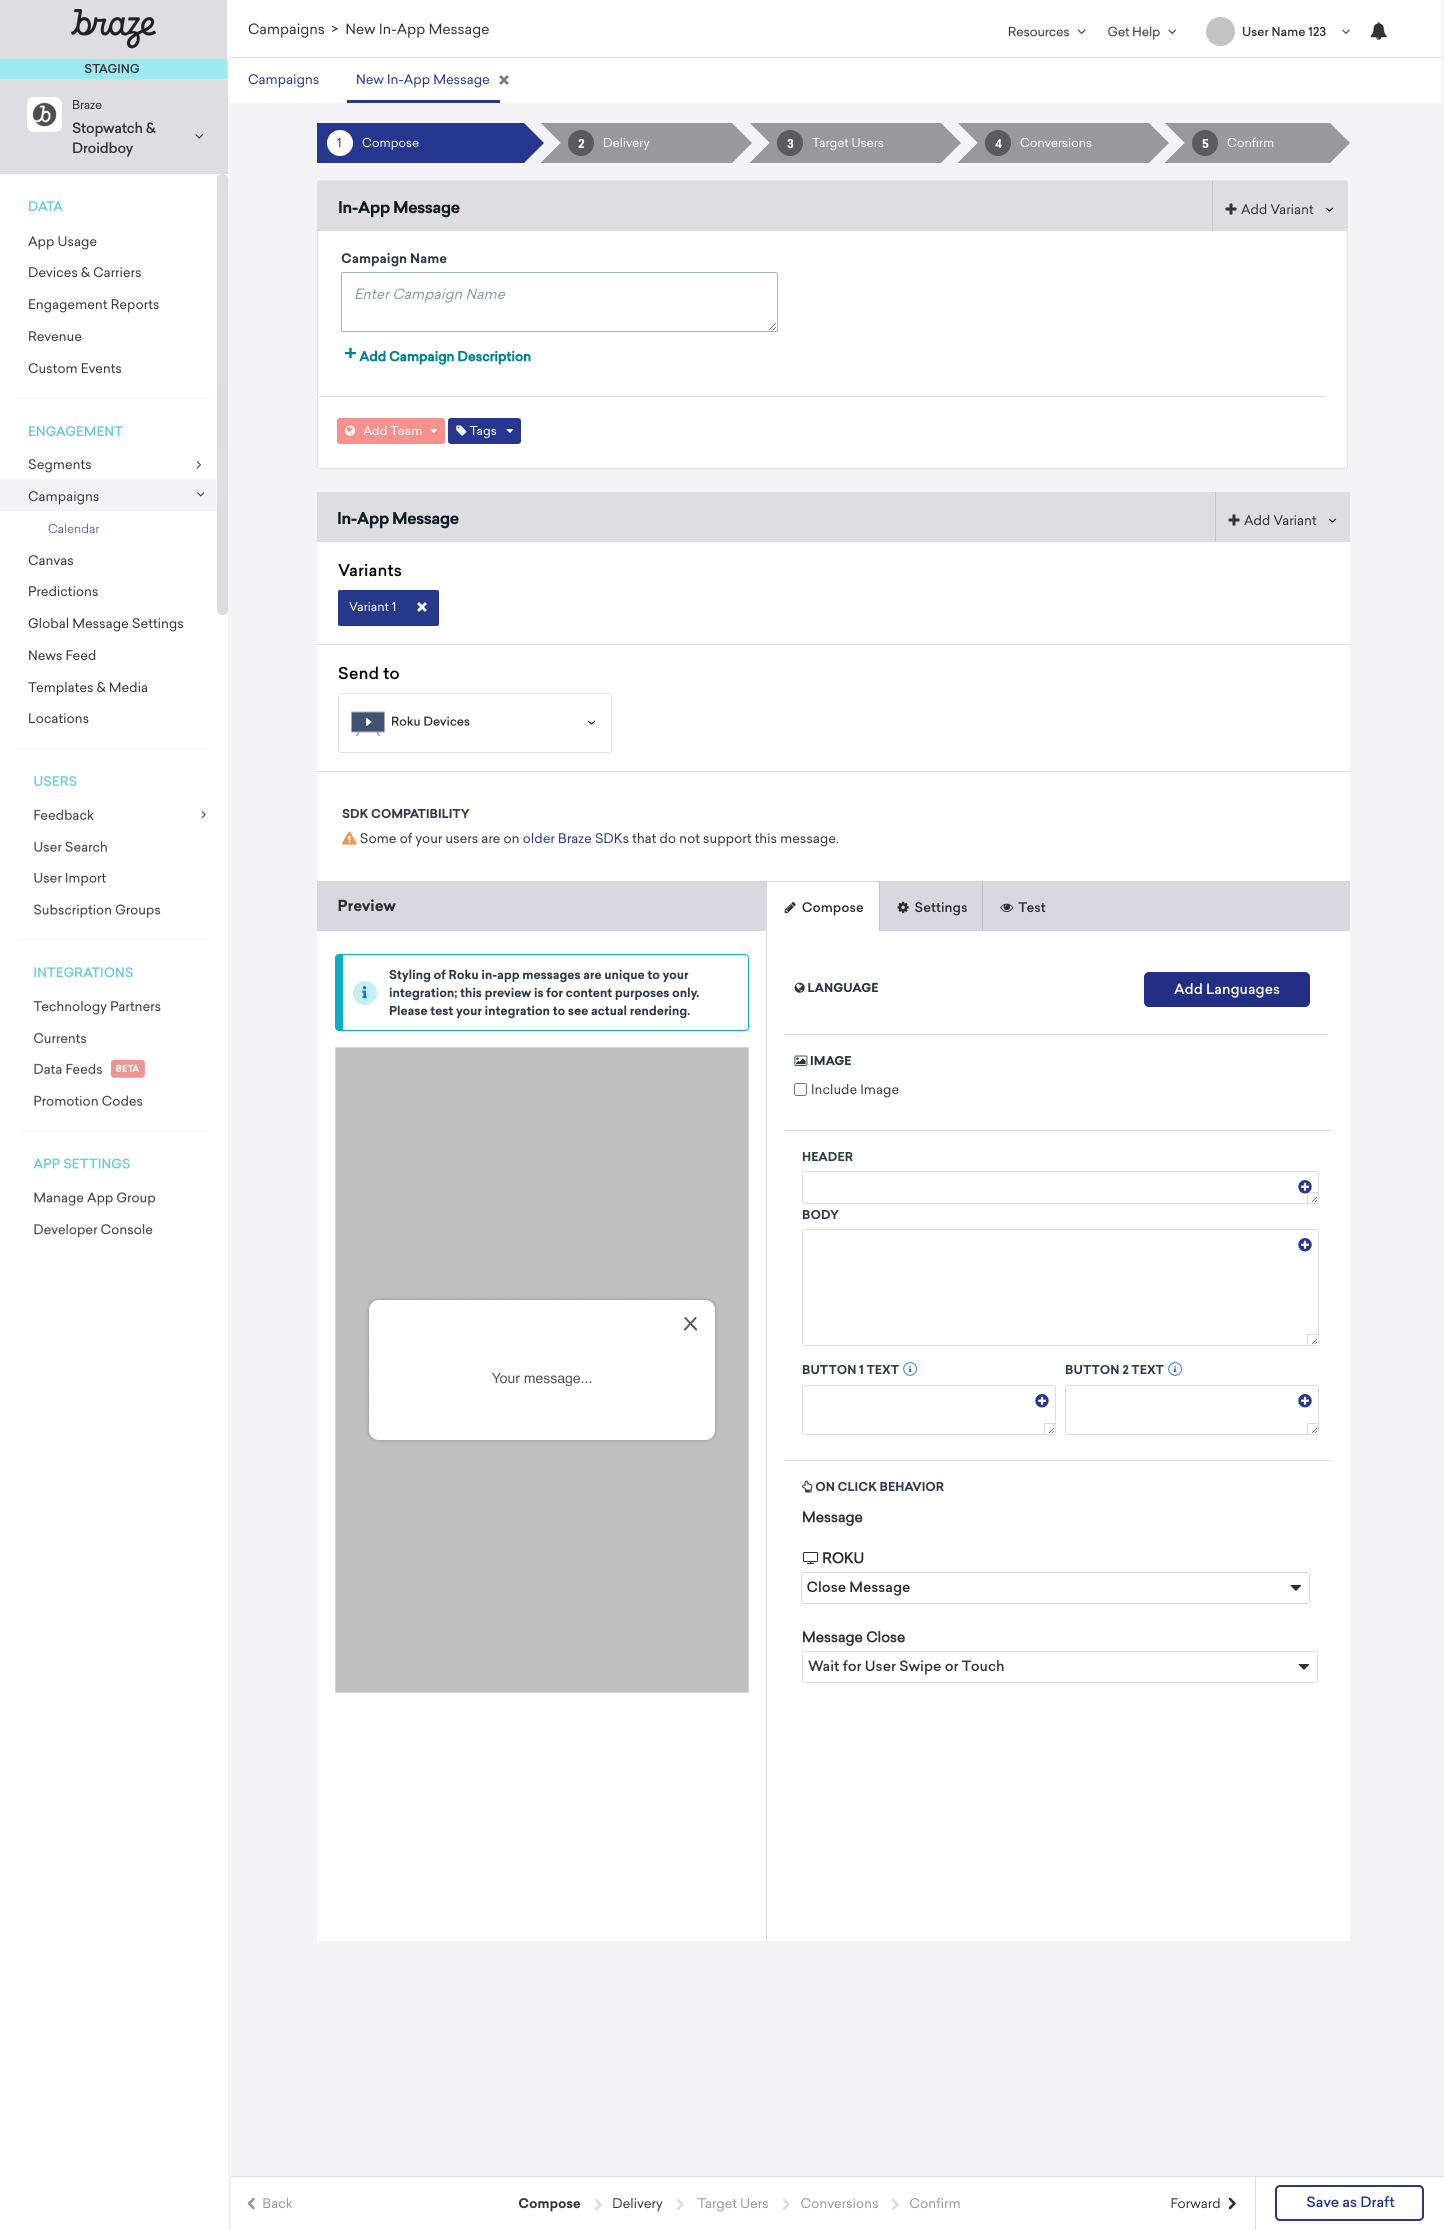 braze
STAGING
Braze
Stopwatch &
Droidboy
DATA
App Usage
Devices & Carriers
Engagement Reports
Revenue
Custom Events
ENGAGEMENT
Segments
Campaigns
Calendar
Canvas
Predictions
Global Message Settings
News Feed
Templates & Media
Locations
USERS
Feedback
User Search
User Import
Subscription Groups
INTEGRATIONS
Technology Partners
Currents
Data Feeds BETA
Promotion Codes
APP SETTINGS
Manage App Group
Developer Console
Campaigns > New In-App Message
Resources Get Help User Name 123
Campaigns New In-App Message
1 Compose 2 Delivery 3 Target Users 4 Conversions 5 Confirm
In-App Message Add Variant
Campaign Name
Enter Campaign Name
+ Add Campaign Description
Add Team Tags
In-App Message Add Variant
Variants
Variant 1
Send to
Roku Devices
SDK COMPATIBILITY
Some of your users are on older Braze SDKs that do not support this message.
Preview
Styling of Roku in-app messages are unique to your
integration; this preview is for content purposes only.
Please test your integration to see actual rendering.
Your message...
Compose Settings Test
LANGUAGE Add Languages
IMAGE
Include Image
HEADER
BODY
BUTTON 1 TEXT BUTTON 2 TEXT
ON CLICK BEHAVIOR
Message
ROKU
Close Message
Message Close
Wait for User Swipe or Touch
Back Compose Delivery Target Uers Conversions Confirm Forward Save as Draft